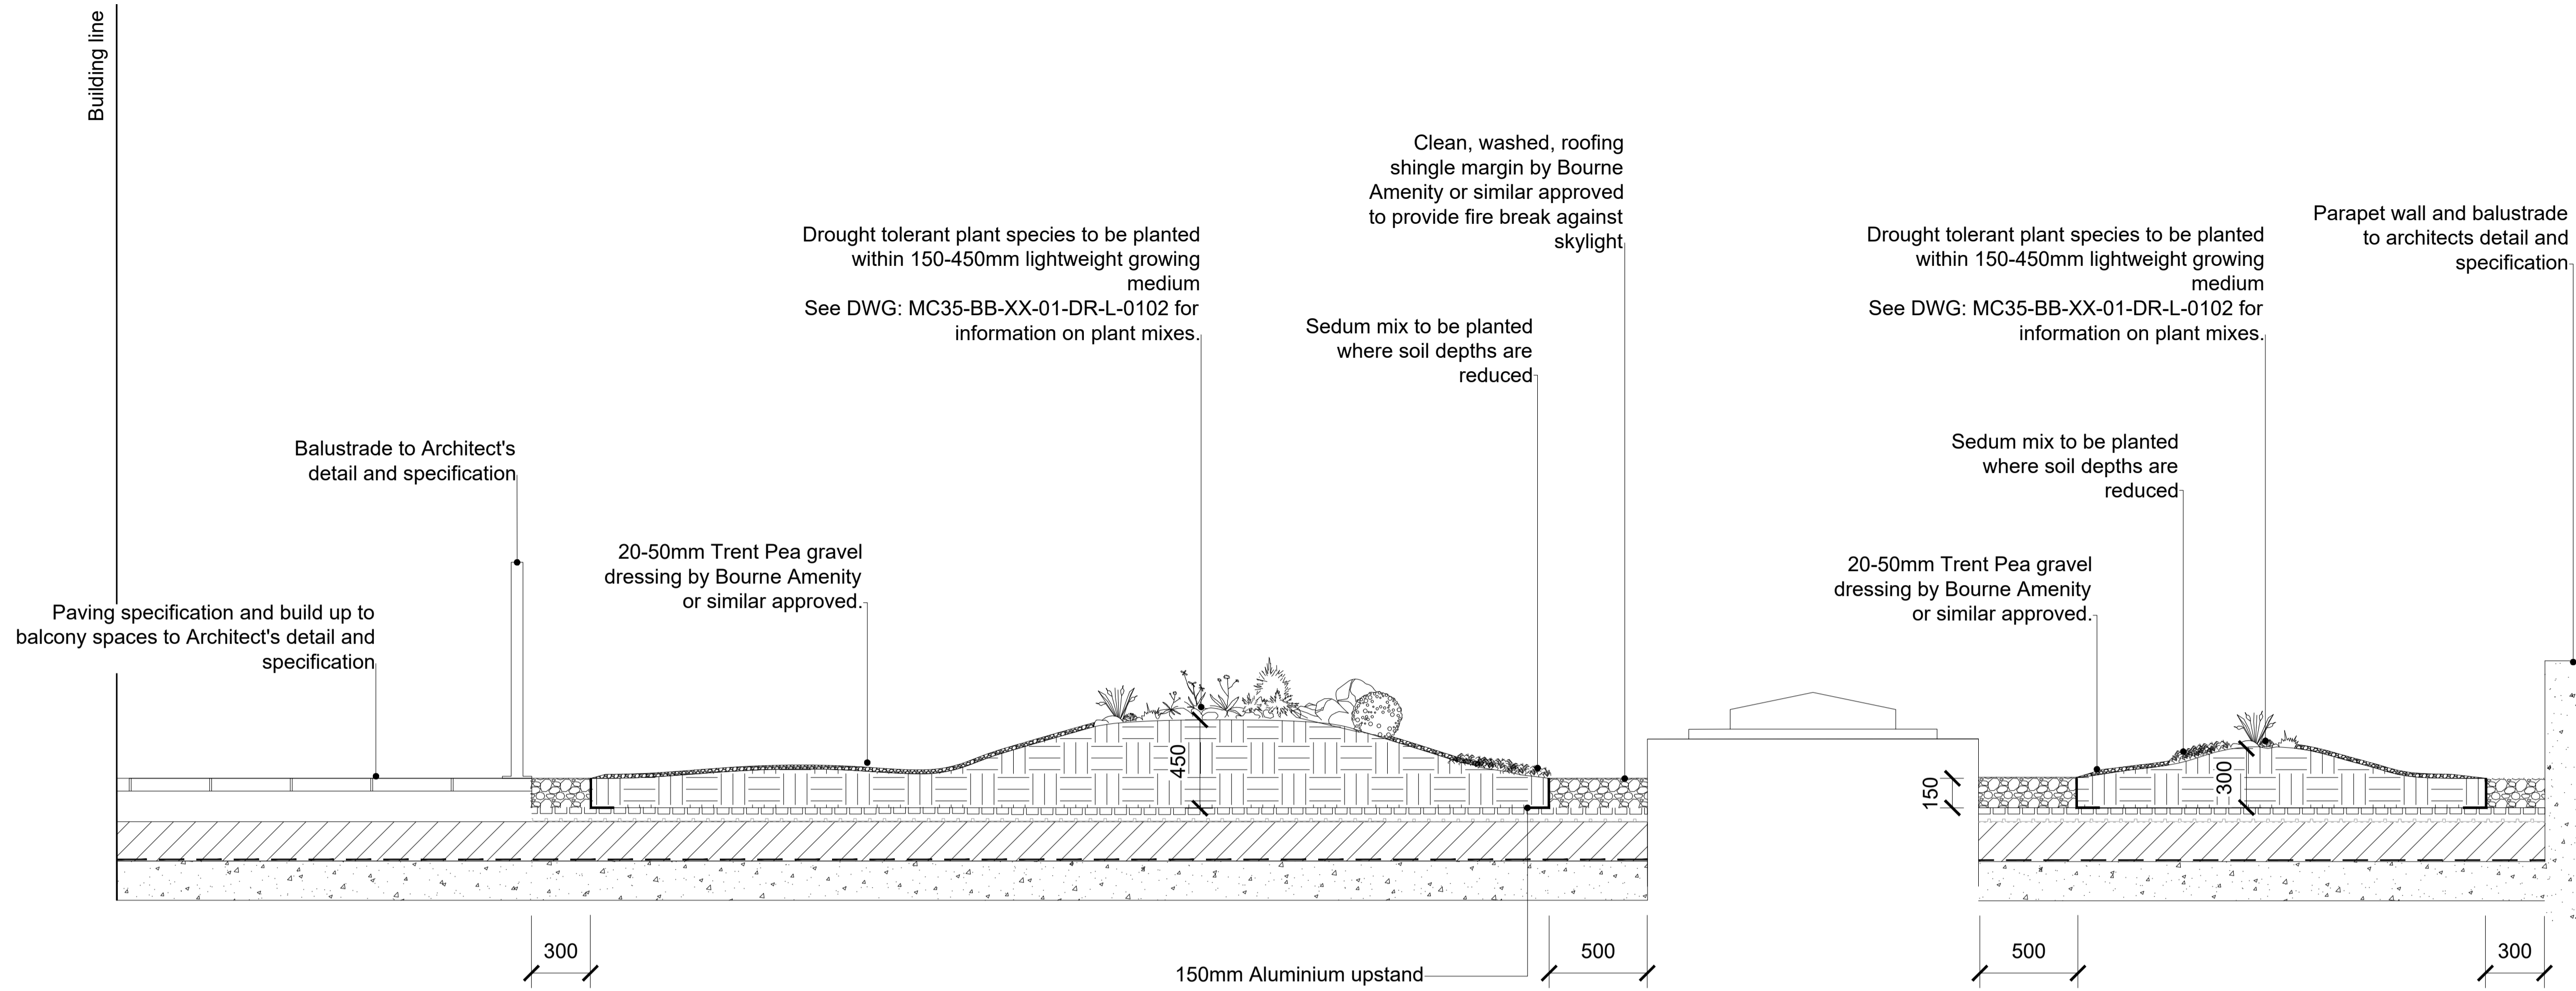 Building line
Clean, washed, roofing
shingle margin by Bourne
Amenity or similar approved
to provide fire break against
skylight
Parapet wall and balustrade
to architects detail and
specification
Drought tolerant plant species to be planted
within 150-450mm lightweight growing
medium
See DWG: MC35-BB-XX-01-DR-L-0102 for
information on plant mixes.
Drought tolerant plant species to be planted
within 150-450mm lightweight growing
medium
See DWG: MC35-BB-XX-01-DR-L-0102 for
information on plant mixes.
Sedum mix to be planted
where soil depths are
reduced
Balustrade to Architect's
detail and specification
Sedum mix to be planted
where soil depths are
reduced
20-50mm Trent Pea gravel
dressing by Bourne Amenity
or similar approved.
20-50mm Trent Pea gravel
dressing by Bourne Amenity
or similar approved.
Paving specification and build up to
balcony spaces to Architect's detail and
specification
450
150
300
300
500
500
300
150mm Aluminium upstand